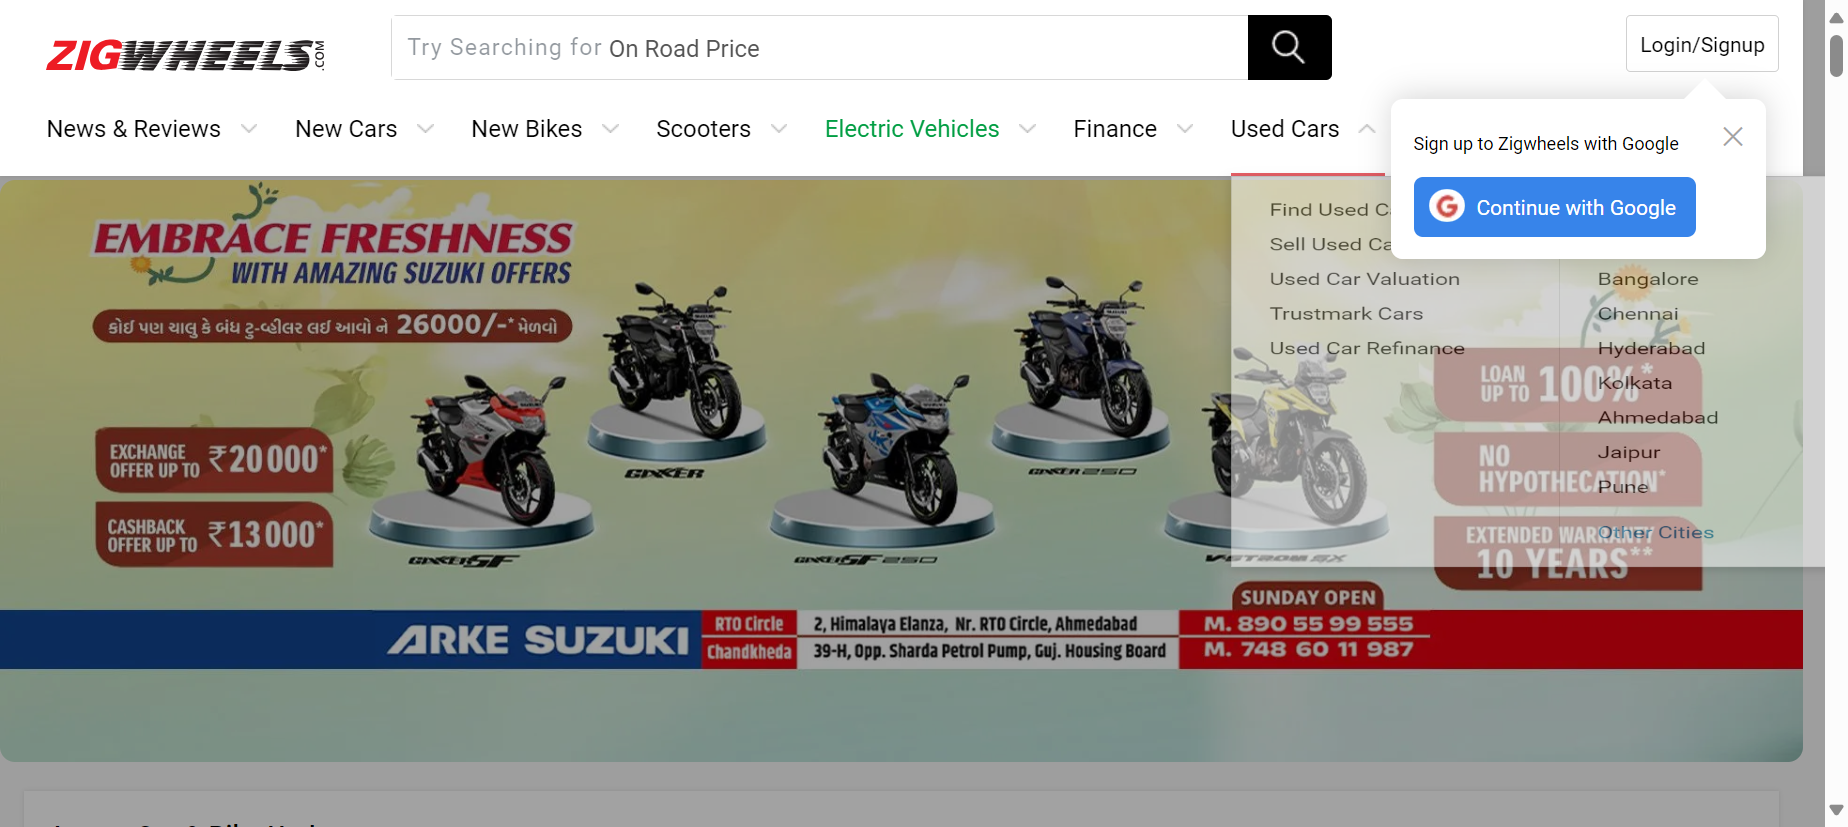 ZIGWHEELS.COM
Try Searching for On Road Price
Login/Signup
News & Reviews
New Cars
New Bikes
Scooters
Electric Vehicles
Finance
Used Cars
Sign up to Zigwheels with Google
Continue with Google
Find Used C
Sell Used Ca
Used Car Valuation
Trustmark Cars
Used Car Refinance
Bangalore
Chennai
Hyderabad
Kolkata
Ahmedabad
Jaipur
Pune
Other Cities
EMBRACE FRESHNESS
WITH AMAZING SUZUKI OFFERS
કોઈ પણ ચાલુ કે બંધ ટુ-વ્હીલર લઈ આવો ને 26000/-* મેળવો
EXCHANGE
OFFER UP TO ₹20000*
CASHBACK
OFFER UP TO ₹13000*
GIXXER
GIXXER 250
GIXXER SF
GIXXER SF 250
V-STROM SX
LOAN
UP TO 100%*
NO
HYPOTHECATION*
EXTENDED WARRANTY
10 YEARS**
SUNDAY OPEN
ARKE SUZUKI
RTO Circle
2, Himalaya Elanza, Nr. RTO Circle, Ahmedabad
M. 890 55 99 555
Chandkheda
39-H, Opp. Sharda Petrol Pump, Guj. Housing Board
M. 748 60 11 987